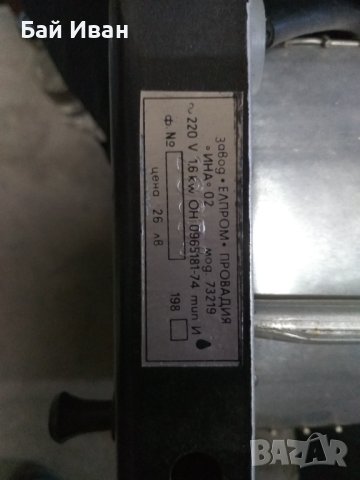 Бай Иван
Завод • ЕЛПРОМ • ПРОВАДИЯ
"ИНА" 02 мод. 73219
~ 220 V 1.6 kW ОН 0965181-74 тип И
ф. №
198
цена 26 лв
BAZAR